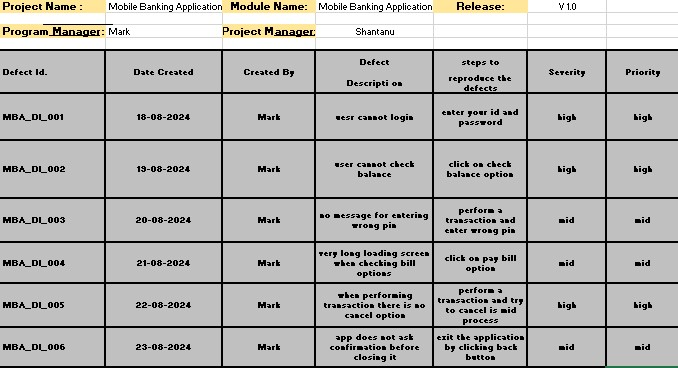 Project Name : Mobile Banking Application Module Name: Mobile Banking Application Release: V 1.0
Program Manager: Mark Project Manager: Shantanu
Defect Id. Date Created Created By Defect Descripti on steps to reproduce the defects Severity Priority
MBA_DI_001 18-08-2024 Mark uesr cannot login enter your id and password high high
MBA_DI_002 19-08-2024 Mark user cannot check balance click on check balance option high high
MBA_DI_003 20-08-2024 Mark no message for entering wrong pin perform a transaction and enter wrong pin mid mid
MBA_DI_004 21-08-2024 Mark very long loading screen when checking bill options click on pay bill option mid mid
MBA_DI_005 22-08-2024 Mark when performing transaction there is no cancel option perform a transaction and try to cancel is mid process high high
MBA_DI_006 23-08-2024 Mark app does not ask confirmation before closing it exit the application by clicking back button mid mid